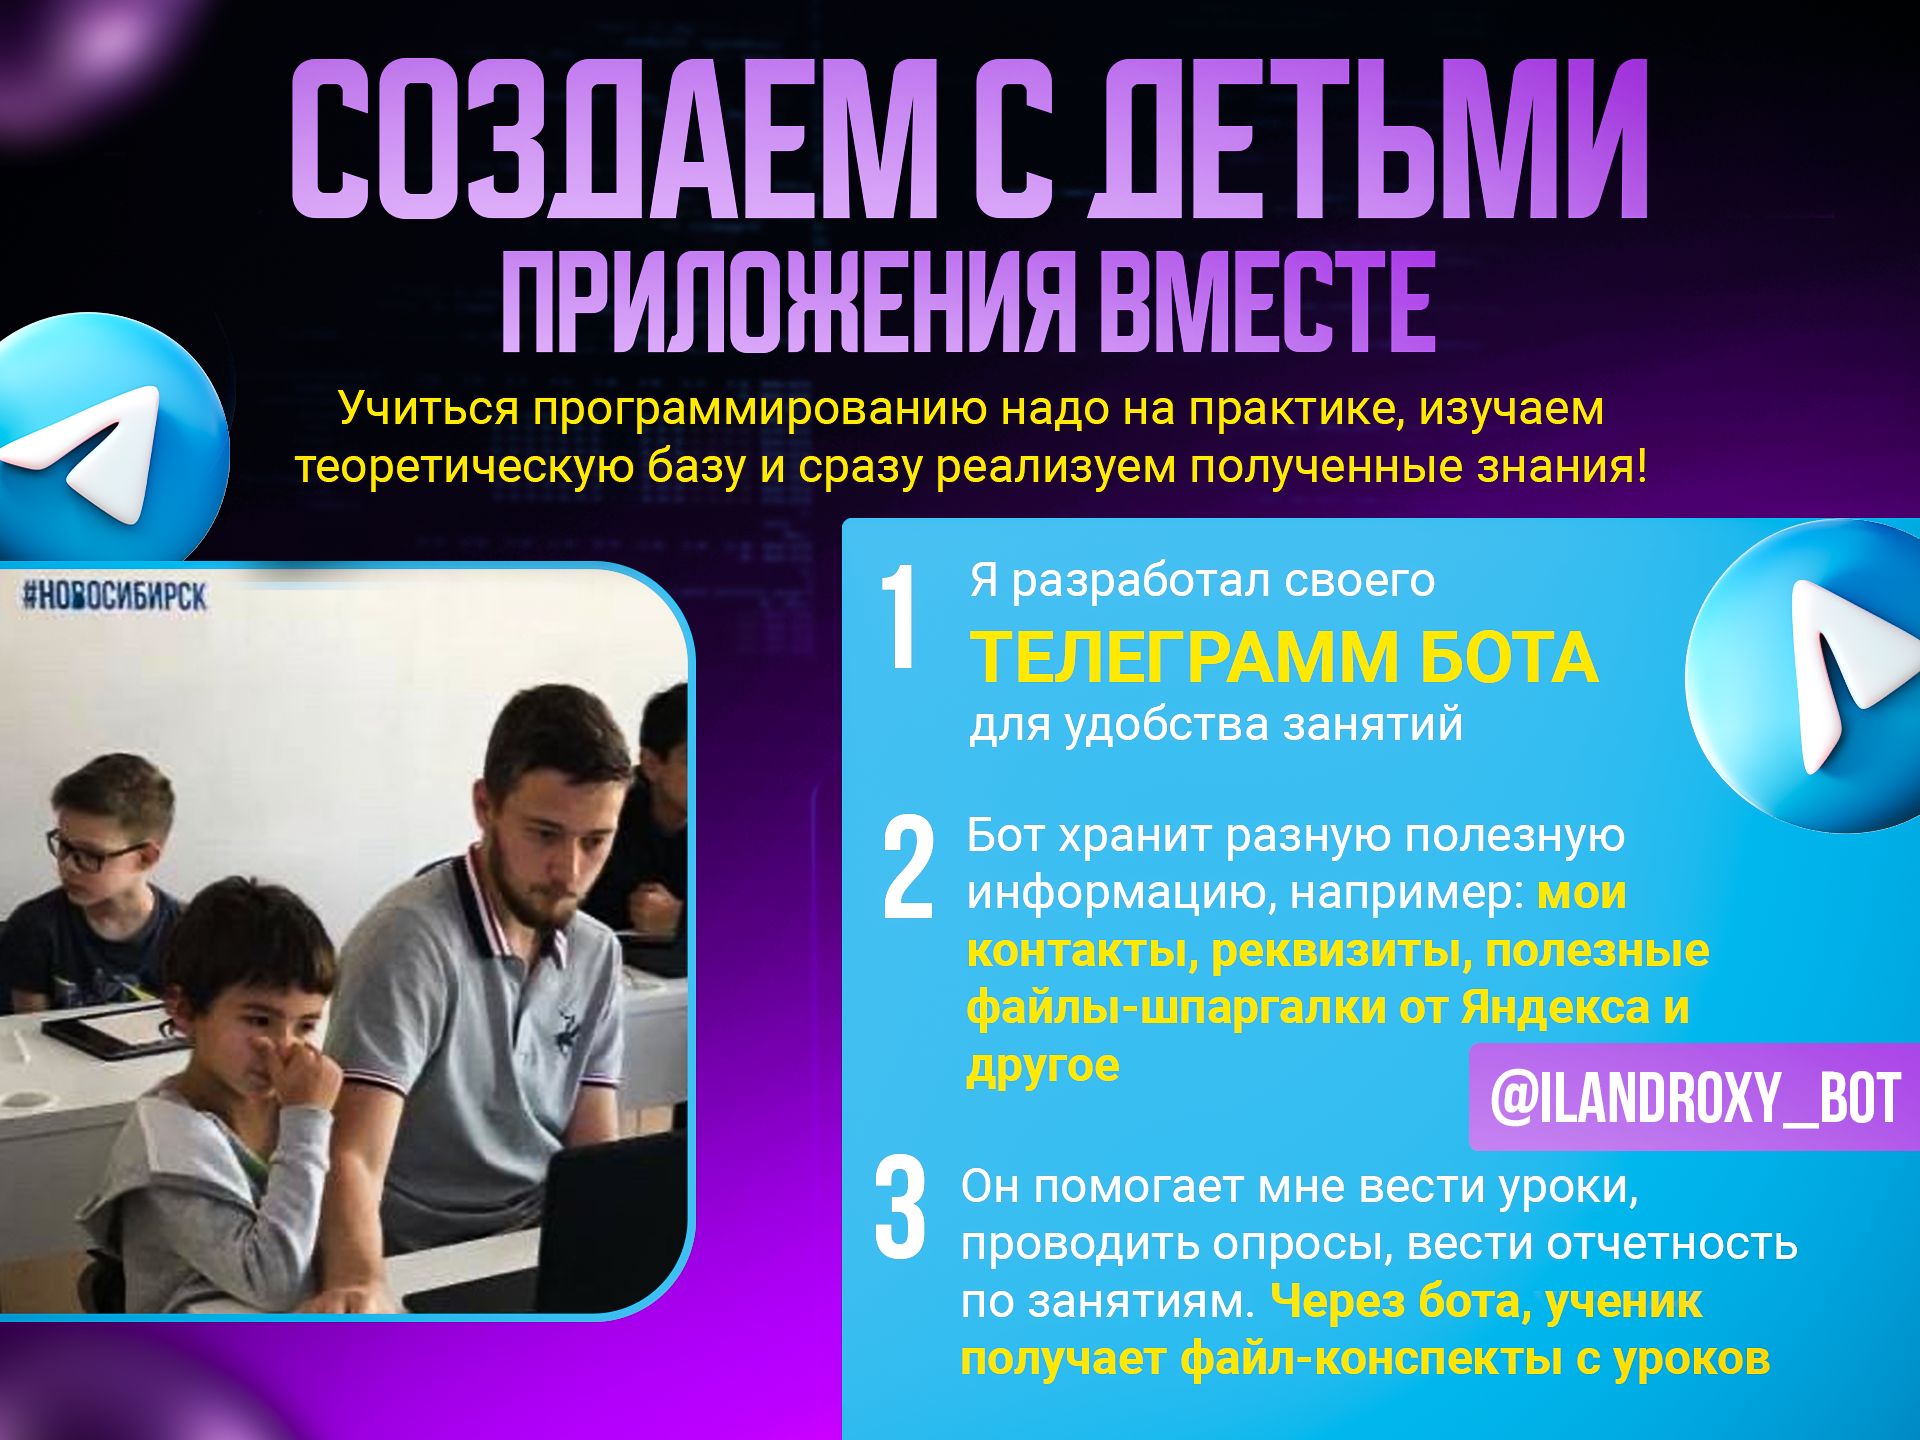 СОЗДАЕМ С ДЕТЬМИ
ПРИЛОЖЕНИЯ ВМЕСТЕ
Учиться программированию надо на практике, изучаем
теоретическую базу и сразу реализуем полученные знания!
#НОВОСИБИРСК
1
Я разработал своего
ТЕЛЕГРАММ БОТА
для удобства занятий
2
Бот хранит разную полезную
информацию, например: мои
контакты, реквизиты, полезные
файлы-шпаргалки от Яндекса и
другое
@ILANDROXY_BOT
3
Он помогает мне вести уроки,
проводить опросы, вести отчетность
по занятиям. Через бота, ученик
получает файл-конспекты с уроков